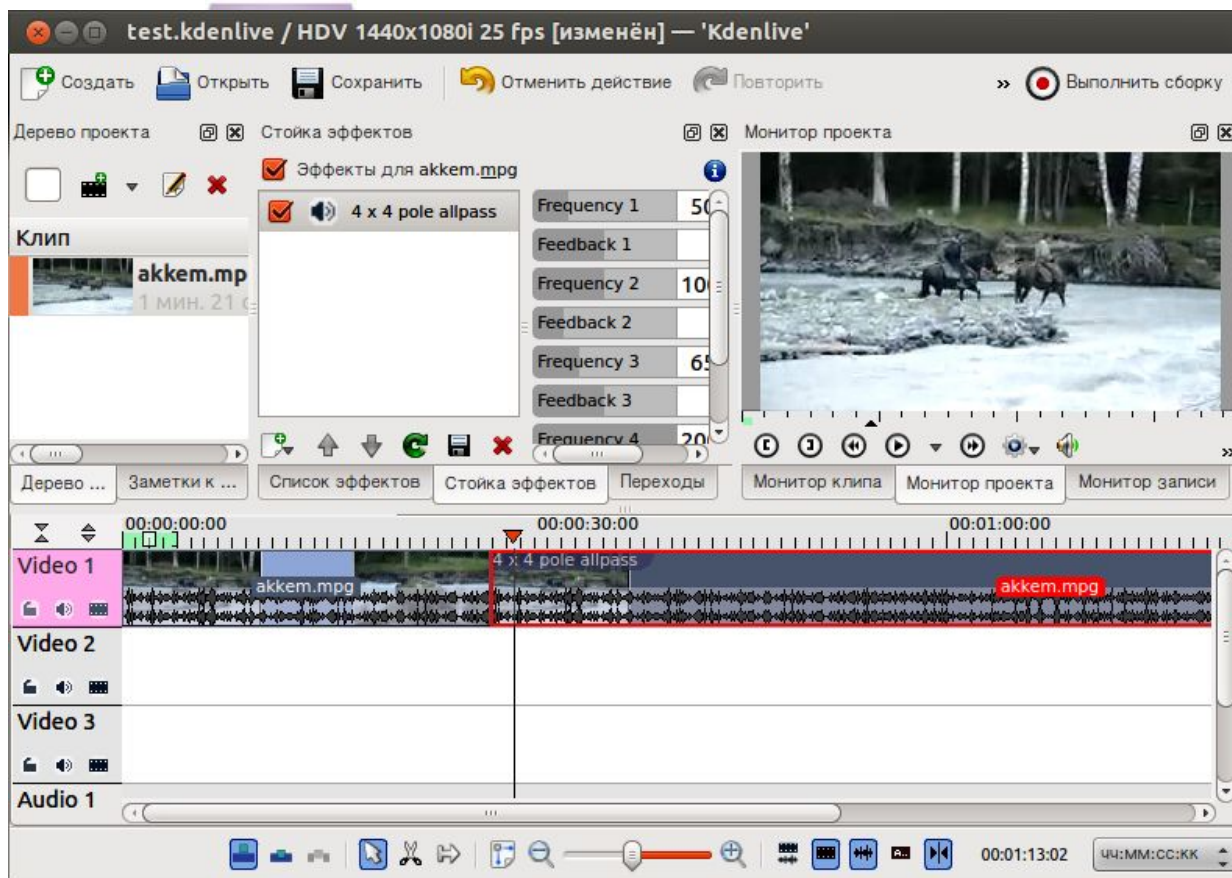 test.kdenlive / HDV 1440x1080i 25 fps [изменён] — 'Kdenlive'
Создать Открыть Сохранить Отменить действие Повторить » Выполнить сборку
Дерево проекта Стойка эффектов Монитор проекта
Эффекты для akkem.mpg
4 x 4 pole allpass
Frequency 1 50
Feedback 1
Клип
akkem.mp
Frequency 2 100
1 мин. 21 с
Feedback 2
Frequency 3 65
Feedback 3
Frequency 4 200
»
Дерево ... Заметки к ... Список эффектов Стойка эффектов Переходы Монитор клипа Монитор проекта Монитор записи
00:00:00:00 00:00:30:00 00:01:00:00
Video 1
4 x 4 pole allpass
akkem.mpg akkem.mpg
Video 2
Video 3
Audio 1
A... 00:01:13:02 чч:мм:сс:кк